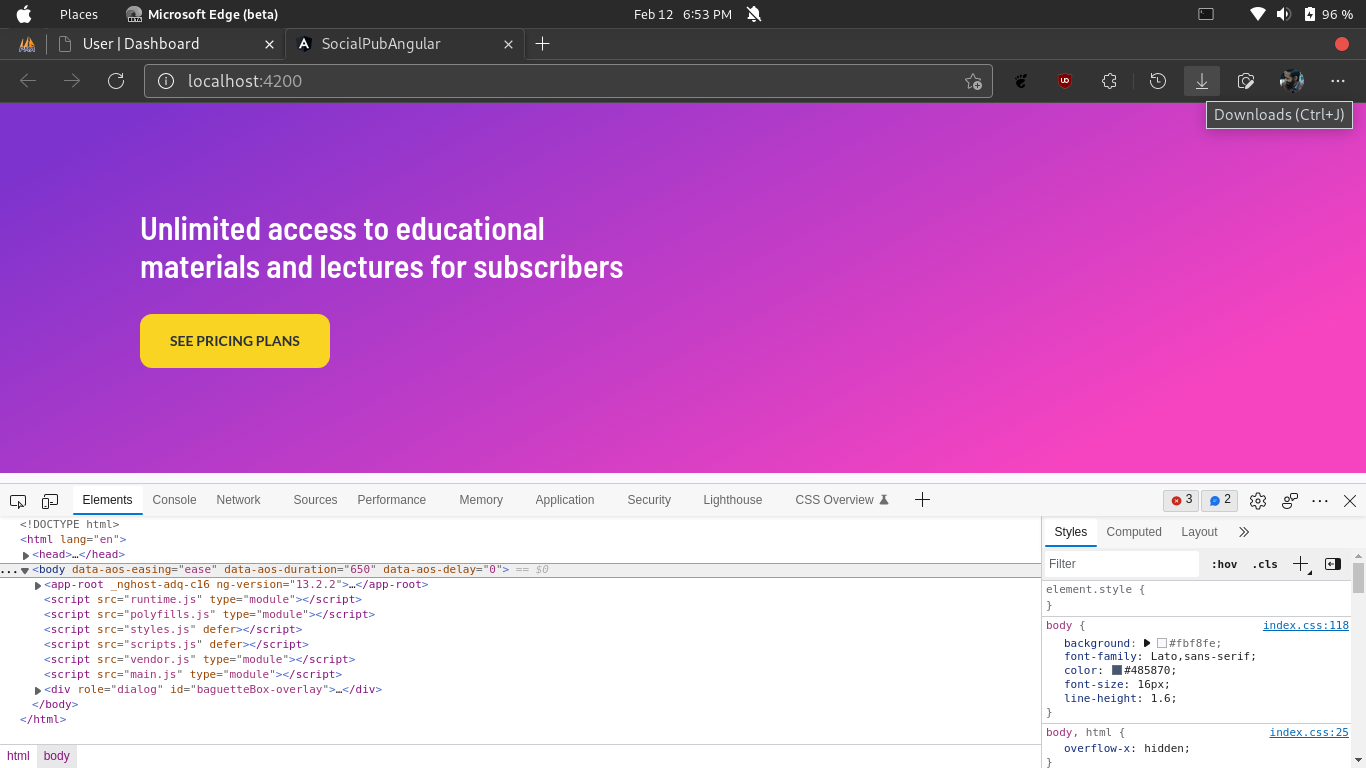 Places Microsoft Edge (beta) Feb 12 6:53 PM 96 %
User | Dashboard SocialPubAngular
localhost:4200
Downloads (Ctrl+J)
Unlimited access to educational
materials and lectures for subscribers
SEE PRICING PLANS
Elements Console Network Sources Performance Memory Application Security Lighthouse CSS Overview 3 2
<!DOCTYPE html>
<html lang="en">
<head>…</head>
...<body data-aos-easing="ease" data-aos-duration="650" data-aos-delay="0"> == $0
<app-root _nghost-adq-c16 ng-version="13.2.2">…</app-root>
<script src="runtime.js" type="module"></script>
<script src="polyfills.js" type="module"></script>
<script src="styles.js" defer></script>
<script src="scripts.js" defer></script>
<script src="vendor.js" type="module"></script>
<script src="main.js" type="module"></script>
<div role="dialog" id="baguetteBox-overlay">…</div>
</body>
</html>
html body
Styles Computed Layout
Filter :hov .cls
element.style {
}
body { index.css:118
background: #fbf8fe;
font-family: Lato,sans-serif;
color: #485870;
font-size: 16px;
line-height: 1.6;
}
body, html { index.css:25
overflow-x: hidden;
}